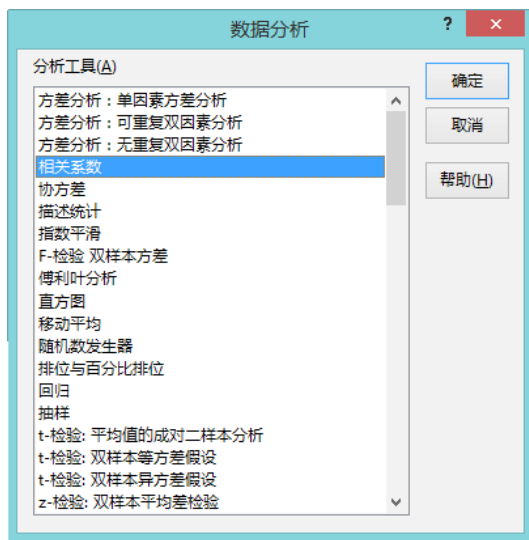 数据分析
?
×
分析工具(A)
方差分析：单因素方差分析
方差分析：可重复双因素分析
方差分析：无重复双因素分析
相关系数
协方差
描述统计
指数平滑
F-检验 双样本方差
傅利叶分析
直方图
移动平均
随机数发生器
排位与百分比排位
回归
抽样
t-检验: 平均值的成对二样本分析
t-检验: 双样本等方差假设
t-检验: 双样本异方差假设
z-检验: 双样本平均差检验
确定
取消
帮助(H)